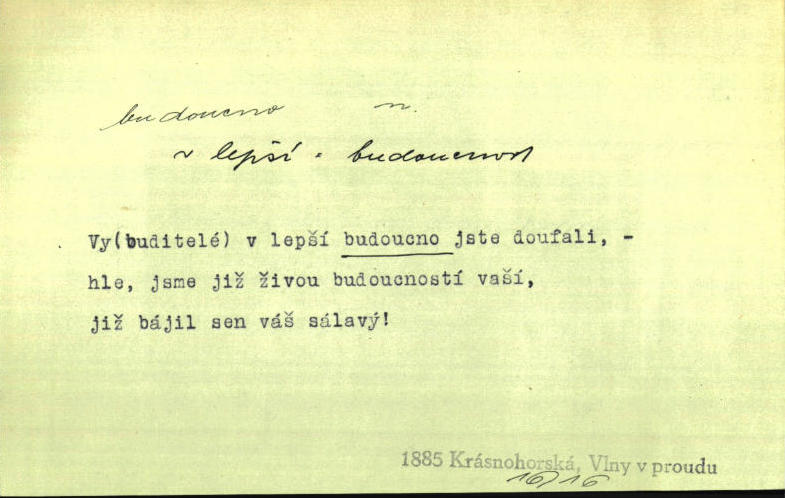 budoucno n.
v lepší " budoucnost
Vy(buditelé) v lepší budoucno jste doufali, -
hle, jsme již živou budoucností vaší,
již bájil sen váš sálavý!
1885 Krásnohorská, Vlny v proudu
16/16